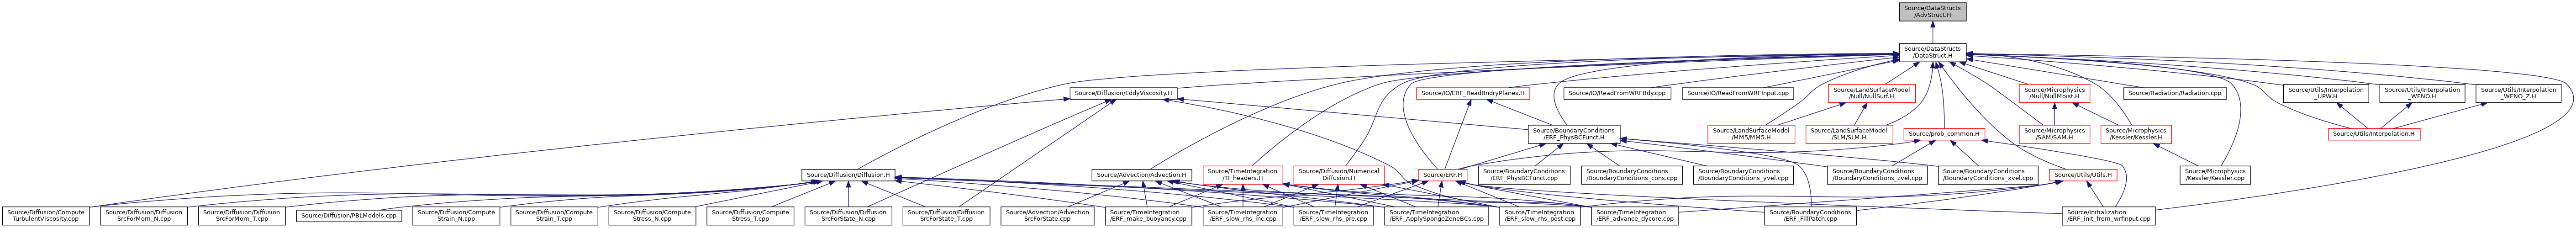 Source/DataStructs
/AdvStruct.H
Source/DataStructs
/DataStruct.H
Source/Diffusion/EddyViscosity.H
Source/IO/ERF_ReadBndryPlanes.H
Source/IO/ReadFromWRFBdy.cpp
Source/IO/ReadFromWRFInput.cpp
Source/LandSurfaceModel
/Null/NullSurf.H
Source/Microphysics
/Null/NullMoist.H
Source/Radiation/Radiation.cpp
Source/Utils/Interpolation
_UPW.H
Source/Utils/Interpolation
_WENO.H
Source/Utils/Interpolation
_WENO_Z.H
Source/BoundaryConditions
/ERF_PhysBCFunct.H
Source/LandSurfaceModel
/MM5/MM5.H
Source/LandSurfaceModel
/SLM/SLM.H
Source/prob_common.H
Source/Microphysics
/SAM/SAM.H
Source/Microphysics
/Kessler/Kessler.H
Source/Utils/Interpolation.H
Source/Diffusion/Diffusion.H
Source/Advection/Advection.H
Source/TimeIntegration
/TI_headers.H
Source/Diffusion/Numerical
Diffusion.H
Source/ERF.H
Source/BoundaryConditions
/ERF_PhysBCFunct.cpp
Source/BoundaryConditions
/BoundaryConditions_cons.cpp
Source/BoundaryConditions
/BoundaryConditions_yvel.cpp
Source/BoundaryConditions
/BoundaryConditions_zvel.cpp
Source/BoundaryConditions
/BoundaryConditions_xvel.cpp
Source/Utils/Utils.H
Source/Microphysics
/Kessler/Kessler.cpp
Source/Diffusion/Compute
TurbulentViscosity.cpp
Source/Diffusion/Diffusion
SrcForMom_N.cpp
Source/Diffusion/Diffusion
SrcForMom_T.cpp
Source/Diffusion/PBLModels.cpp
Source/Diffusion/Compute
Strain_N.cpp
Source/Diffusion/Compute
Strain_T.cpp
Source/Diffusion/Compute
Stress_N.cpp
Source/Diffusion/Compute
Stress_T.cpp
Source/Diffusion/Diffusion
SrcForState_N.cpp
Source/Diffusion/Diffusion
SrcForState_T.cpp
Source/Advection/Advection
SrcForState.cpp
Source/TimeIntegration
/ERF_make_buoyancy.cpp
Source/TimeIntegration
/ERF_slow_rhs_inc.cpp
Source/TimeIntegration
/ERF_slow_rhs_pre.cpp
Source/TimeIntegration
/ERF_ApplySpongeZoneBCs.cpp
Source/TimeIntegration
/ERF_slow_rhs_post.cpp
Source/TimeIntegration
/ERF_advance_dycore.cpp
Source/BoundaryConditions
/ERF_FillPatch.cpp
Source/Initialization
/ERF_init_from_wrfinput.cpp